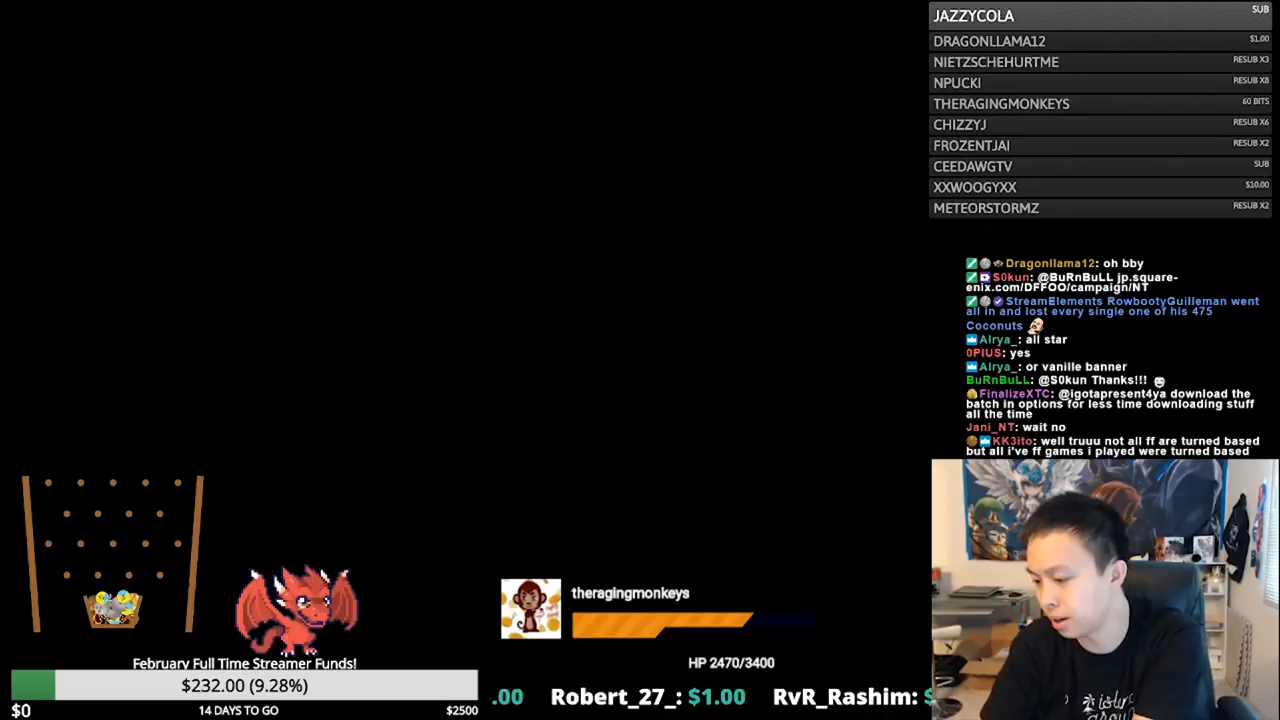 JAZZYCOLA SUB
DRAGONLLAMA12 $1.00
NIETZSCHEHURTME RESUB X3
NPUCKI RESUB X8
THERAGINGMONKEYS 60 BITS
CHIZZYJ RESUB X6
FROZENTJAI RESUB X2
CEEDAWGTV SUB
XXWOOGYXX $10.00
METEORSTORMZ RESUB X2
Dragonllama12: oh bby
S0kun: @BuRnBuLL jp.square-
enix.com/DFFOO/campaign/NT
StreamElements RowbootyGuilleman went
all in and lost every single one of his 475
Coconuts
Alrya_: all star
0PIUS: yes
Alrya_: or vanille banner
BuRnBuLL: @S0kun Thanks!!!
FinalizeXTC: @igotapresent4ya download the
batch in options for less time downloading stuff
all the time
Jani_NT: wait no
KK3ito: well truuu not all ff are turned based
but all i've ff games i played were turned based
theragingmonkeys
HP 2470/3400
February Full Time Streamer Funds!
$232.00 (9.28%)
$0 14 DAYS TO GO $2500
.00 Robert_27_: $1.00 RvR_Rashim: $